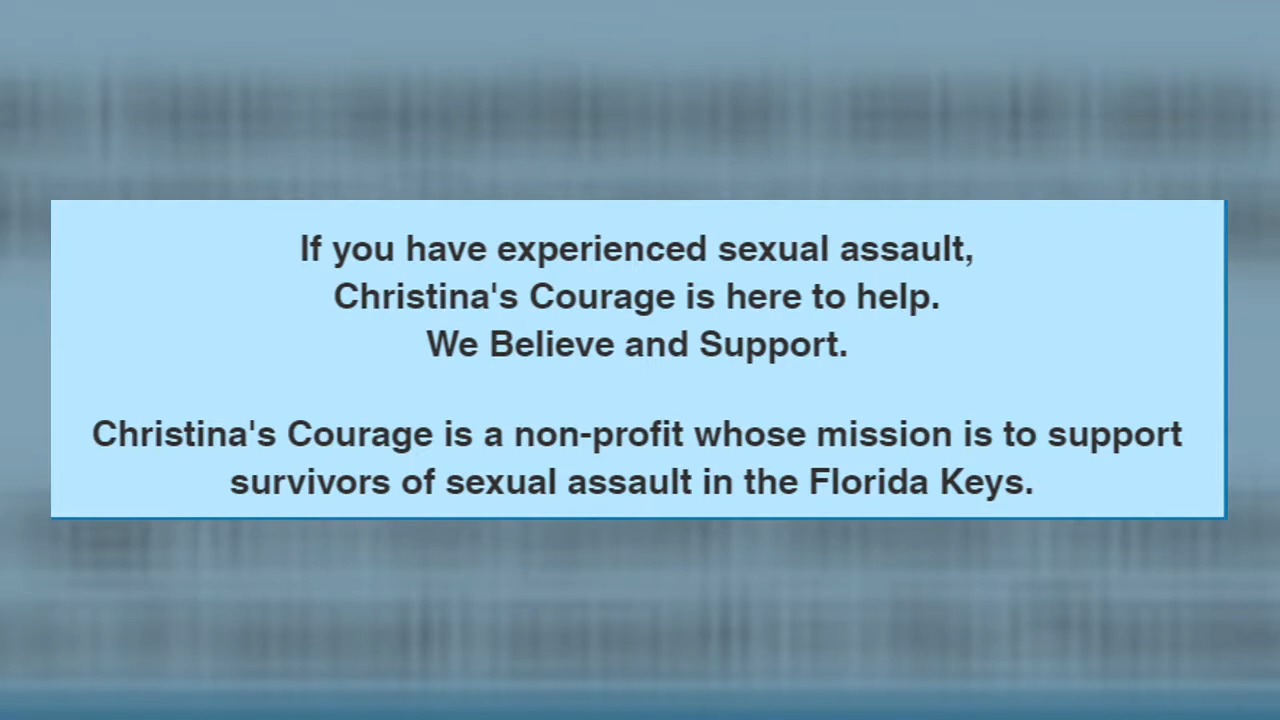 If you have experienced sexual assault,
Christina's Courage is here to help.
We Believe and Support.
Christina's Courage is a non-profit whose mission is to support
survivors of sexual assault in the Florida Keys.